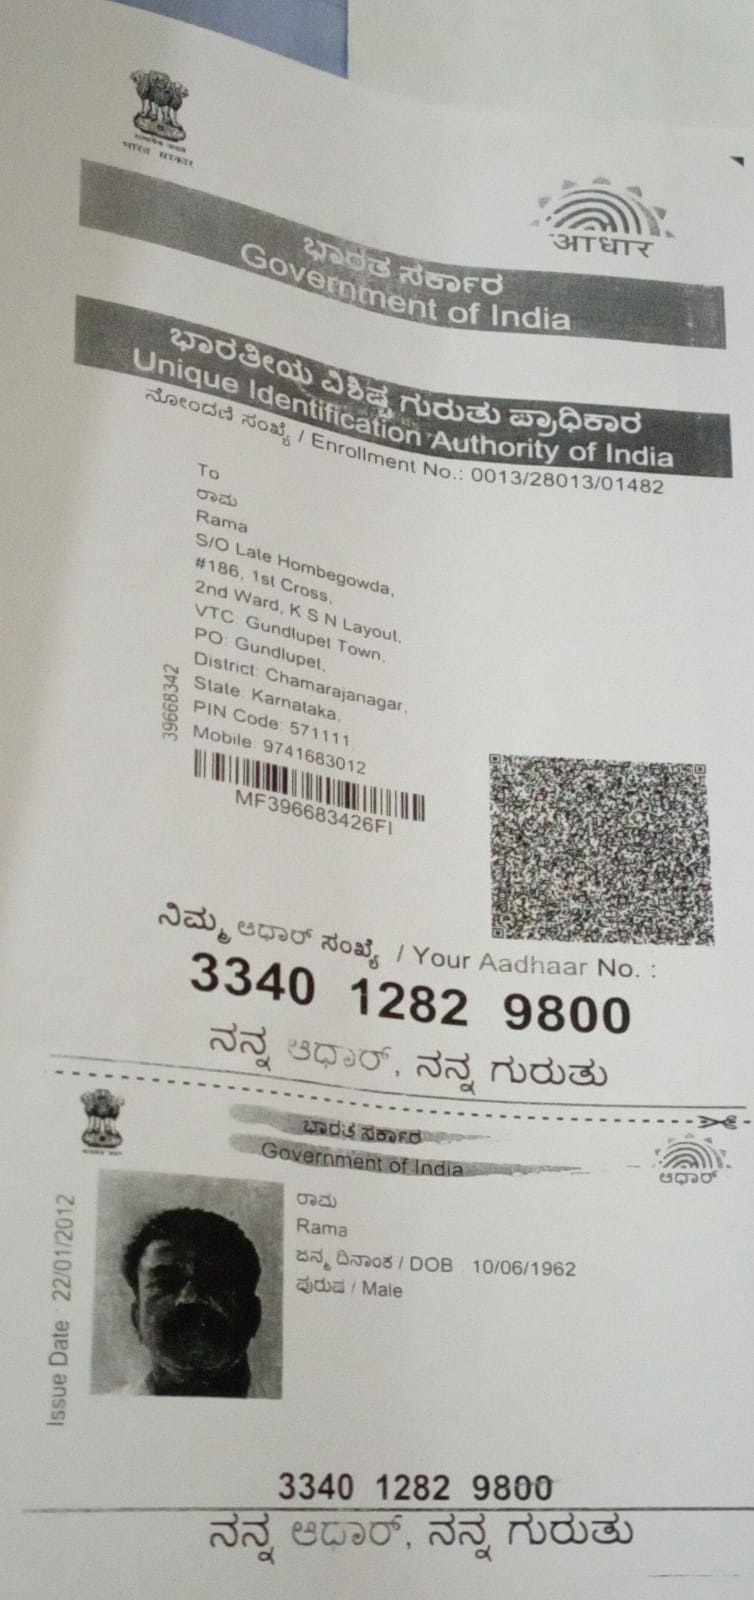 भारत सरकार
आधार
ಭಾರತ ಸರ್ಕಾರ
Government of India
ಭಾರತೀಯ ವಿಶಿಷ್ಟ ಗುರುತು ಪ್ರಾಧಿಕಾರ
Unique Identification Authority of India
ನೋಂದಣಿ ಸಂಖ್ಯೆ / Enrollment No.: 0013/28013/01482
To
ರಾಮ
Rama
S/O Late Hombegowda,
#186, 1st Cross,
2nd Ward, K S N Layout,
VTC: Gundlupet Town,
PO: Gundlupet,
District: Chamarajanagar,
State: Karnataka,
PIN Code: 571111,
Mobile: 9741683012
39668342
MF396683426FI
ನಿಮ್ಮ ಆಧಾರ್ ಸಂಖ್ಯೆ / Your Aadhaar No. :
3340 1282 9800
ನನ್ನ ಆಧಾರ್, ನನ್ನ ಗುರುತು
ಭಾರತ ಸರ್ಕಾರ
Government of India
ಆಧಾರ್
Issue Date : 22/01/2012
ರಾಮ
Rama
ಜನ್ಮ ದಿನಾಂಕ / DOB : 10/06/1962
ಪುರುಷ / Male
3340 1282 9800
ನನ್ನ ಆಧಾರ್, ನನ್ನ ಗುರುತು